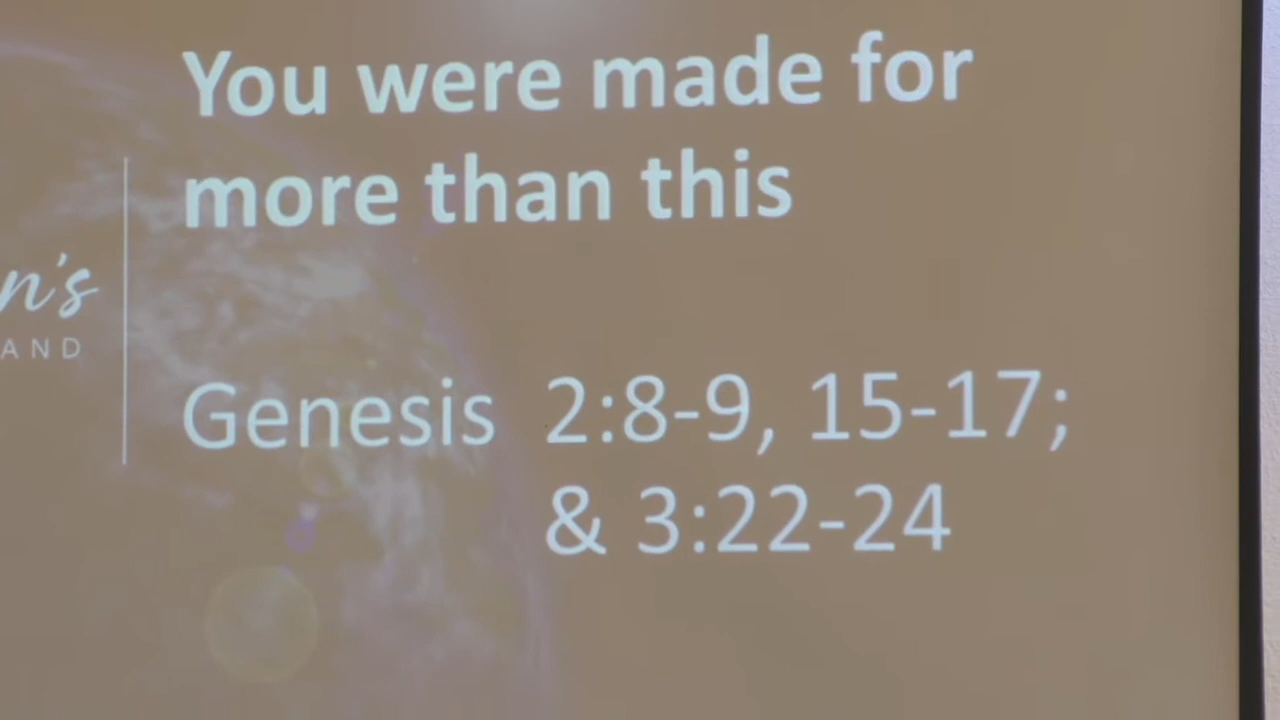 You were made for
more than this
n's
AND
Genesis 2:8-9, 15-17;
& 3:22-24